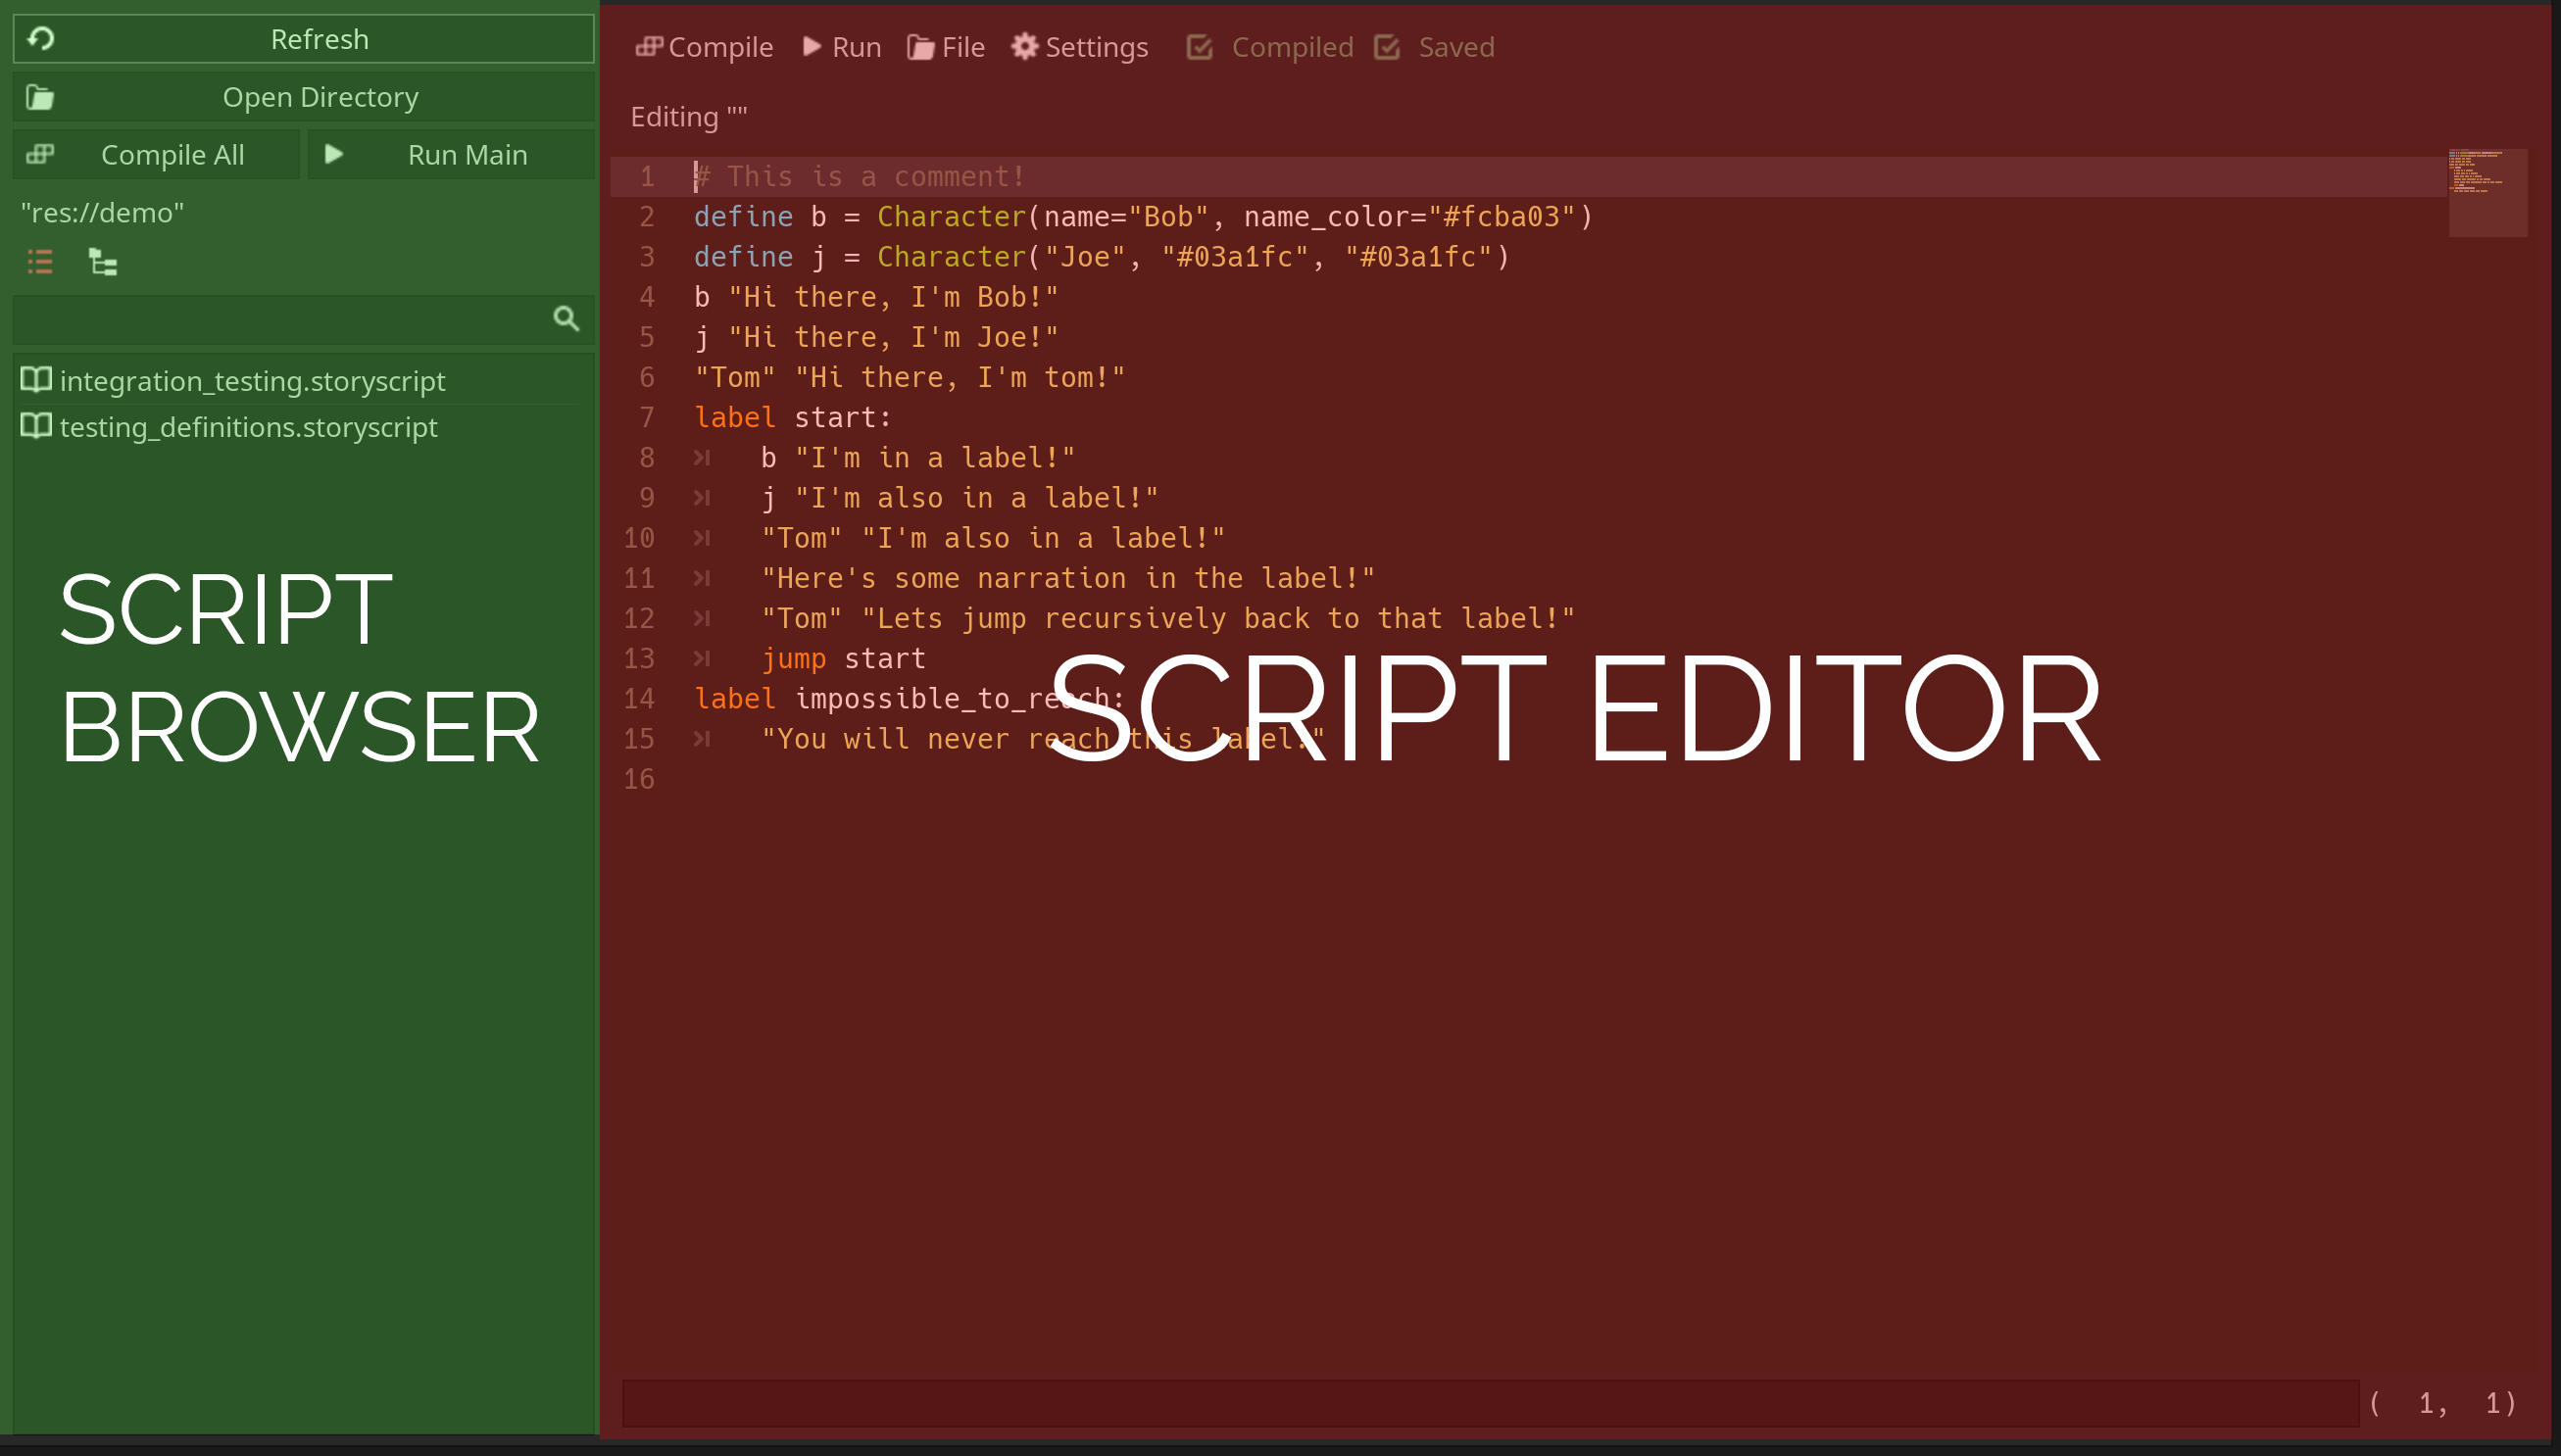 Refresh
Open Directory
Compile All
Run Main
"res://demo"
integration_testing.storyscript
testing_definitions.storyscript
SCRIPT
BROWSER
Compile Run File Settings Compiled Saved
Editing ""
1 # This is a comment!
2 define b = Character(name="Bob", name_color="#fcba03")
3 define j = Character("Joe", "#03a1fc", "#03a1fc")
4 b "Hi there, I'm Bob!"
5 j "Hi there, I'm Joe!"
6 "Tom" "Hi there, I'm tom!"
7 label start:
8 b "I'm in a label!"
9 j "I'm also in a label!"
10 "Tom" "I'm also in a label!"
11 "Here's some narration in the label!"
12 "Tom" "Lets jump recursively back to that label!"
13 jump start
14 label impossible_to_reach:
15 "You will never reach this label."
16
SCRIPT EDITOR
( 1, 1)